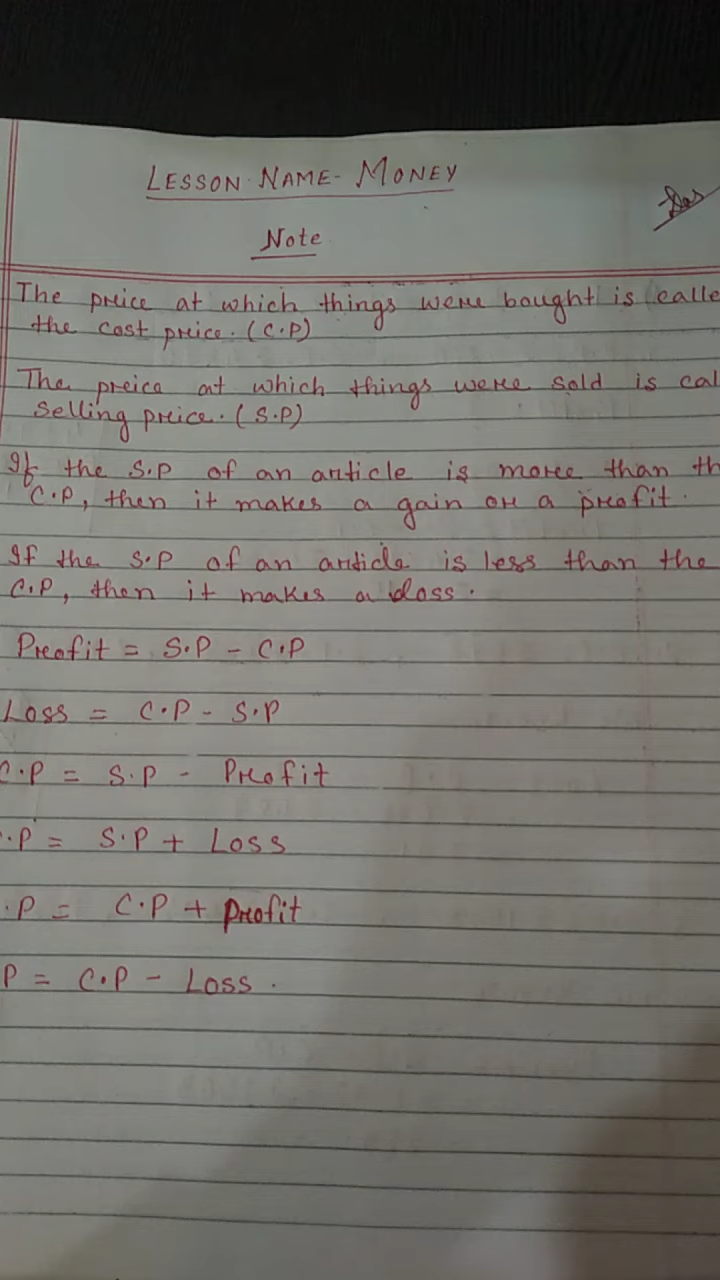 LESSON NAME- MONEY
Note
The price at which things were bought is calle
the cost price. (C.P)
The price at which things were sold is cal
selling price. (S.P)
If the S.P of an article is more than th
C.P, then it makes a gain or a profit.
If the S.P of an article is less than the
C.P, then it makes a loss.
Profit = S.P - C.P
Loss = C.P - S.P
C.P = S.P - Profit
.P = S.P + Loss
.P = C.P + Profit
P = C.P - Loss.